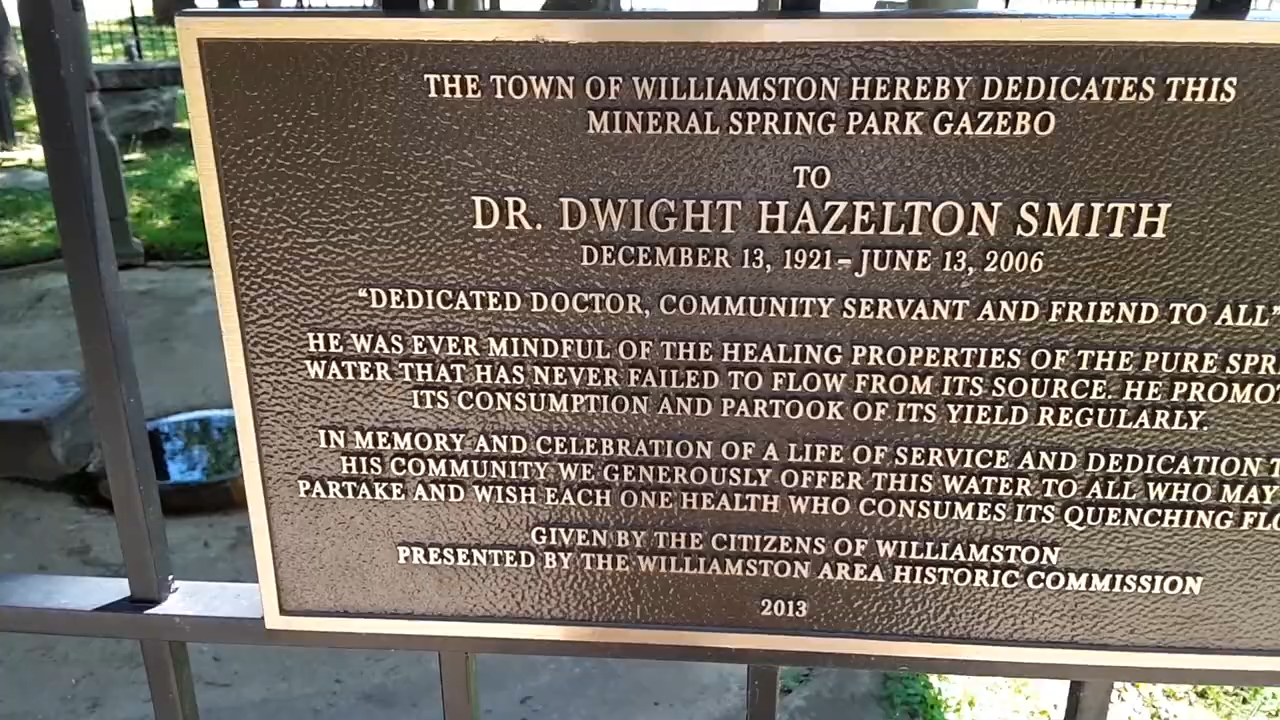 THE TOWN OF WILLIAMSTON HEREBY DEDICATES THIS
MINERAL SPRING PARK GAZEBO
TO
DR. DWIGHT HAZELTON SMITH
DECEMBER 13, 1921 – JUNE 13, 2006
“DEDICATED DOCTOR, COMMUNITY SERVANT AND FRIEND TO ALL”
HE WAS EVER MINDFUL OF THE HEALING PROPERTIES OF THE PURE SPR
WATER THAT HAS NEVER FAILED TO FLOW FROM ITS SOURCE. HE PROMO
ITS CONSUMPTION AND PARTOOK OF ITS YIELD REGULARLY.
IN MEMORY AND CELEBRATION OF A LIFE OF SERVICE AND DEDICATION T
HIS COMMUNITY WE GENEROUSLY OFFER THIS WATER TO ALL WHO MAY
PARTAKE AND WISH EACH ONE HEALTH WHO CONSUMES ITS QUENCHING FLO
GIVEN BY THE CITIZENS OF WILLIAMSTON
PRESENTED BY THE WILLIAMSTON AREA HISTORIC COMMISSION
2013